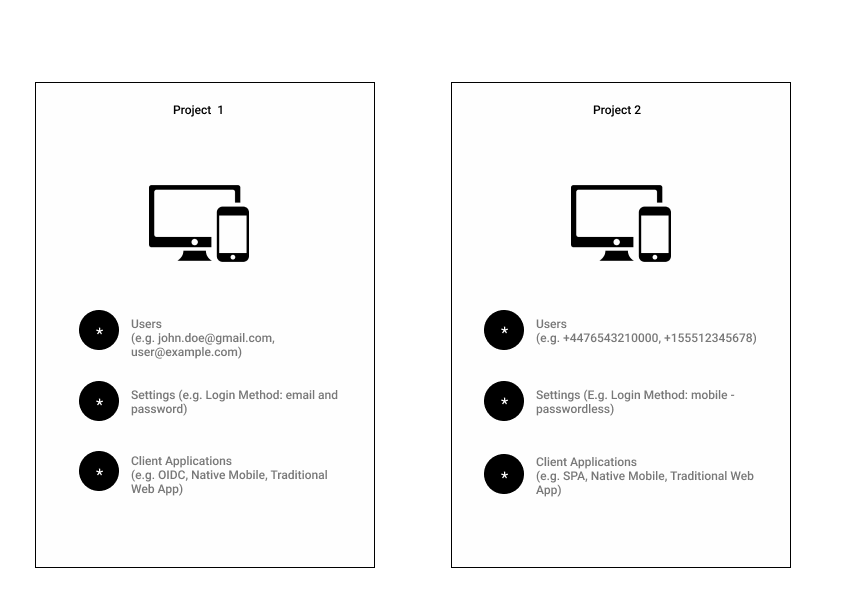 Project  1
*
Users
(e.g. john.doe@gmail.com,
user@example.com)
*
Settings (e.g. Login Method: email and
password)
*
Client Applications
(e.g. OIDC, Native Mobile, Traditional
Web App)
Project 2
*
Users
(e.g. +4476543210000, +155512345678)
*
Settings (E.g. Login Method: mobile -
passwordless)
*
Client Applications
(e.g. SPA, Native Mobile, Traditional Web
App)